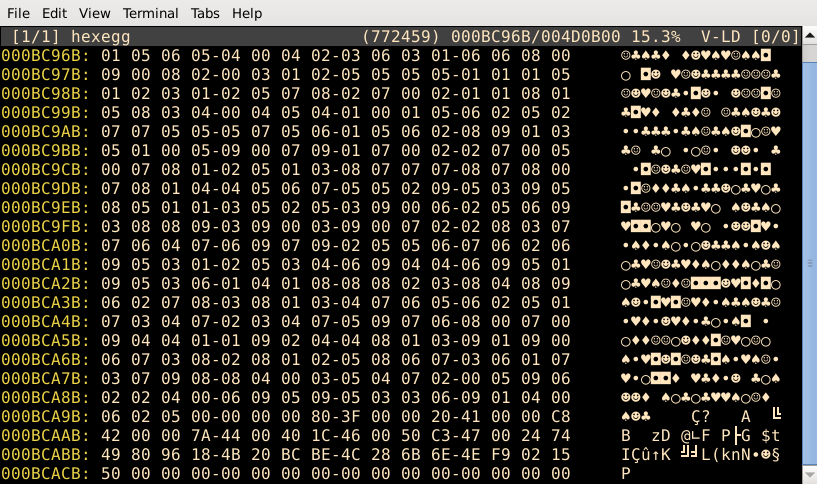 File Edit View Terminal Tabs Help
[1/1] hexegg (772459) 000BC96B/004D0B00 15.3% V-LD [0/0]
000BC96B: 01 05 06 05-04 00 04 02-03 06 03 01-06 06 08 00 ☺♣♠♣♦ ♦☻♥♠♥☺♠♠◘
000BC97B: 09 00 08 02-00 03 01 02-05 05 05 05-01 01 01 05 ○ ◘☻ ♥☺☻♣♣♣♣☺☺☺♣
000BC98B: 01 02 03 01-02 05 07 08-02 07 00 02-01 01 08 01 ☺☻♥☺☻♣•◘☻• ☻☺☺◘☺
000BC99B: 05 08 03 04-00 04 05 04-01 00 01 05-06 02 05 02 ♣◘♥♦ ♦♣♦☺ ☺♣♠☻♣☻
000BC9AB: 07 07 05 05-05 07 05 06-01 05 06 02-08 09 01 03 ••♣♣♣•♣♠☺♣♠☻◘○☺♥
000BC9BB: 05 01 00 05-09 00 07 09-01 07 00 02-02 07 00 05 ♣☺ ♣○ •○☺• ☻☻• ♣
000BC9CB: 00 07 08 01-02 05 01 03-08 07 07 07-08 07 08 00 •◘☺☻♣☺♥◘•••◘•◘
000BC9DB: 07 08 01 04-04 05 06 07-05 05 02 09-05 03 09 05 •◘☺♦♦♣♠•♣♣☻○♣♥○♣
000BC9EB: 08 05 01 01-03 05 02 05-03 09 00 06-02 05 06 09 ◘♣☺☺♥♣☻♣♥○ ♠☻♣♠○
000BC9FB: 03 08 08 09-03 09 00 03-09 00 07 02-02 08 03 07 ♥◘◘○♥○ ♥○ •☻☻◘♥•
000BCA0B: 07 06 04 07-06 09 07 09-02 05 05 06-07 06 02 06 •♠♦•♠○•○☻♣♣♠•♠☻♠
000BCA1B: 09 05 03 01-02 05 03 04-06 09 04 04-06 09 05 01 ○♣♥☺☻♣♥♦♠○♦♦♠○♣☺
000BCA2B: 09 05 03 06-01 04 01 08-08 08 02 03-08 04 08 09 ○♣♥♠☺♦☺◘◘◘☻♥◘♦◘○
000BCA3B: 06 02 07 08-03 08 01 03-04 07 06 05-06 02 05 01 ♠☻•◘♥◘☺♥♦•♠♣♠☻♣☺
000BCA4B: 07 03 04 07-02 03 04 07-05 09 07 06-08 00 07 00 •♥♦•☻♥♦•♣○•♠◘ •
000BCA5B: 09 04 04 01-01 09 02 04-04 08 01 03-09 01 09 00 ○♦♦☺☺○☻♦♦◘☺♥○☺○
000BCA6B: 06 07 03 08-02 08 01 02-05 08 06 07-03 06 01 07 ♠•♥◘☻◘☺☻♣◘♠•♥♠☺•
000BCA7B: 03 07 09 08-08 04 00 03-05 04 07 02-00 05 09 06 ♥•○◘◘♦ ♥♣♦•☻ ♣○♠
000BCA8B: 02 02 04 00-06 09 05 09-05 03 03 06-09 01 04 00 ☻☻♦ ♠○♣○♣♥♥♠○☺♦
000BCA9B: 06 02 05 00-00 00 80-3F 00 00 20-41 00 00 C8 ♠☻♣ Ç? A ╚
000BCAAB: 42 00 00 7A-44 00 40 1C-46 00 50 C3-47 00 24 74 B zD @∟F P├G $t
000BCABB: 49 80 96 18-4B 20 BC BE-4C 28 6B 6E-4E F9 02 15 IÇû↑K ╝╛L(knN∙☻§
000BCACB: 50 00 00 00-00 00 00 00-00 00 00 00-00 00 00 00 P